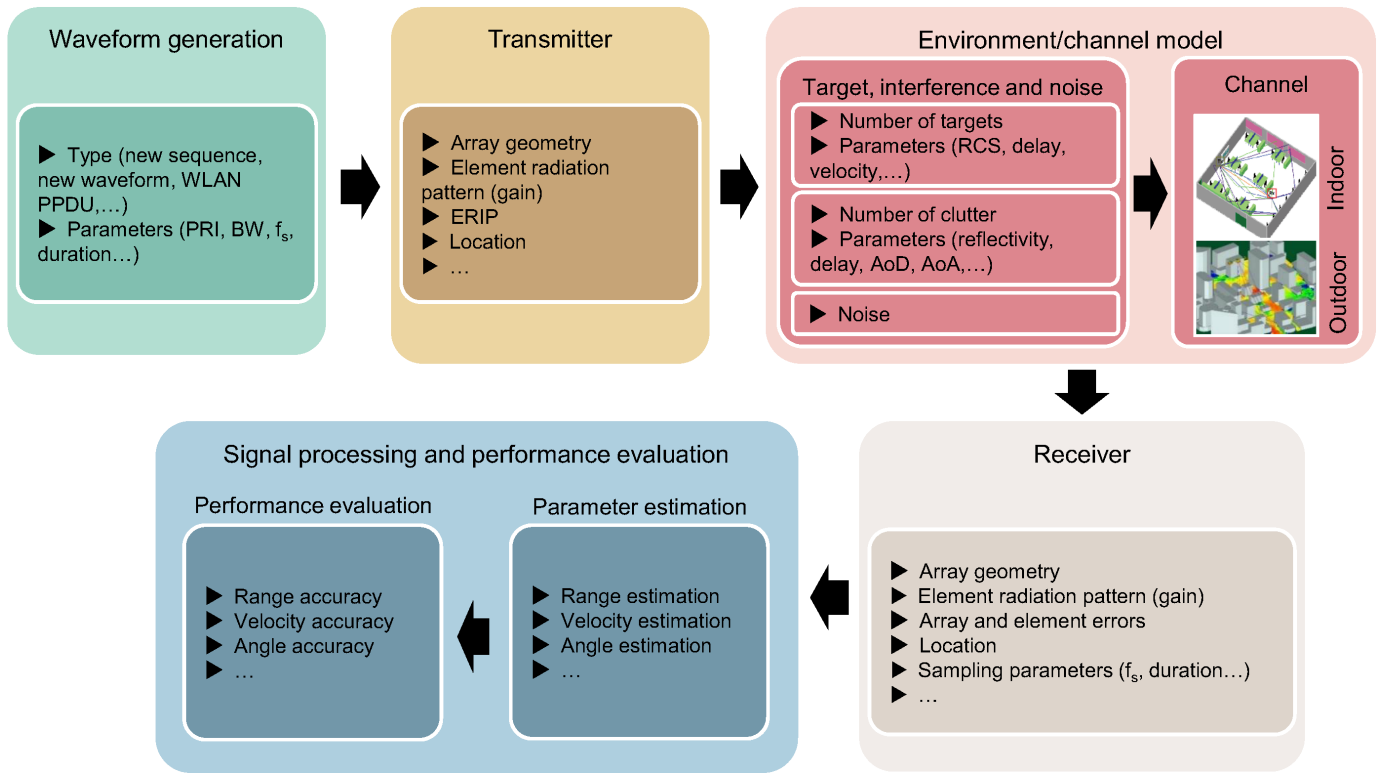 Waveform generation
▶ Type (new sequence,
new waveform, WLAN
PPDU,…)
▶ Parameters (PRI, BW, fs,
duration…)
Transmitter
▶ Array geometry
▶ Element radiation
pattern (gain)
▶ ERIP
▶ Location
▶ …
Environment/channel model
Target, interference and noise
▶ Number of targets
▶ Parameters (RCS, delay,
velocity,…)
▶ Number of clutter
▶ Parameters (reflectivity,
delay, AoD, AoA,…)
▶ Noise
Channel
Indoor
Outdoor
Signal processing and performance evaluation
Performance evaluation
▶ Range accuracy
▶ Velocity accuracy
▶ Angle accuracy
▶ …
Parameter estimation
▶ Range estimation
▶ Velocity estimation
▶ Angle estimation
▶ …
Receiver
▶ Array geometry
▶ Element radiation pattern (gain)
▶ Array and element errors
▶ Location
▶ Sampling parameters (fs, duration…)
▶ …